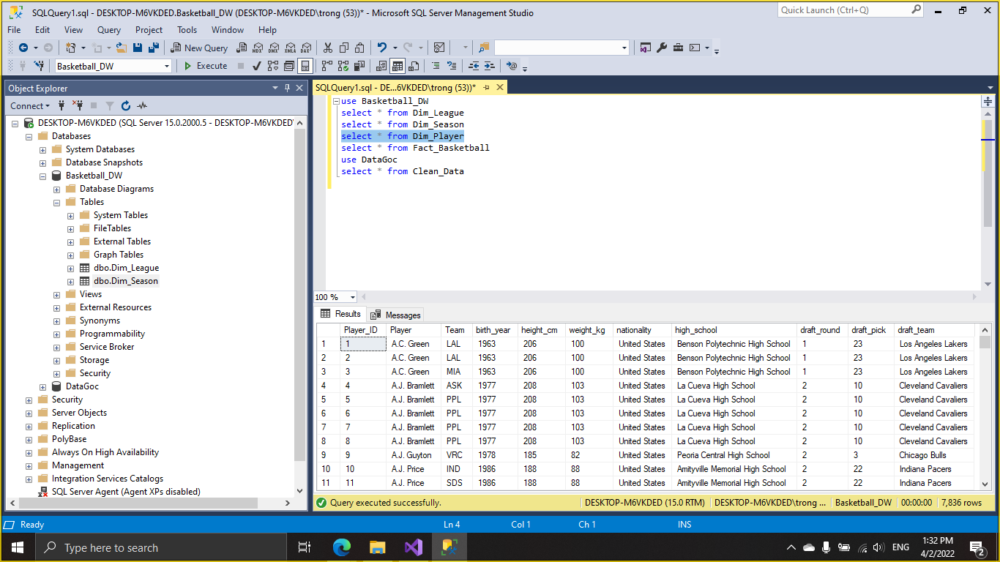 SQLQuery1.sql - DESKTOP-M6VKDED.Basketball_DW (DESKTOP-M6VKDED\trong (53))* - Microsoft SQL Server Management Studio
Quick Launch (Ctrl+Q)
File Edit View Query Project Tools Window Help
New Query
MDX DMX XMLA DAX
Basketball_DW
Execute
Object Explorer
Connect
DESKTOP-M6VKDED (SQL Server 15.0.2000.5 - DESKTOP-M6VKDED\
Databases
System Databases
Database Snapshots
Basketball_DW
Database Diagrams
Tables
System Tables
FileTables
External Tables
Graph Tables
dbo.Dim_League
dbo.Dim_Season
Views
External Resources
Synonyms
Programmability
Service Broker
Storage
Security
DataGoc
Security
Server Objects
Replication
PolyBase
Always On High Availability
Management
Integration Services Catalogs
SQL Server Agent (Agent XPs disabled)
SQLQuery1.sql - DE...6VKDED\trong (53))*
use Basketball_DW
select * from Dim_League
select * from Dim_Season
select * from Dim_Player
select * from Fact_Basketball
use DataGoc
select * from Clean_Data
100 %
Results Messages
Player_ID Player Team birth_year height_cm weight_kg nationality high_school draft_round draft_pick draft_team
1 1 A.C. Green LAL 1963 206 100 United States Benson Polytechnic High School 1 23 Los Angeles Lakers
2 2 A.C. Green LAL 1963 206 100 United States Benson Polytechnic High School 1 23 Los Angeles Lakers
3 3 A.C. Green MIA 1963 206 100 United States Benson Polytechnic High School 1 23 Los Angeles Lakers
4 4 A.J. Bramlett ASK 1977 208 103 United States La Cueva High School 2 10 Cleveland Cavaliers
5 5 A.J. Bramlett PPL 1977 208 103 United States La Cueva High School 2 10 Cleveland Cavaliers
6 6 A.J. Bramlett PPL 1977 208 103 United States La Cueva High School 2 10 Cleveland Cavaliers
7 7 A.J. Bramlett PPL 1977 208 103 United States La Cueva High School 2 10 Cleveland Cavaliers
8 8 A.J. Bramlett PPL 1977 208 103 United States La Cueva High School 2 10 Cleveland Cavaliers
9 9 A.J. Guyton VRC 1978 185 82 United States Peoria Central High School 2 3 Chicago Bulls
10 10 A.J. Price IND 1986 188 88 United States Amityville Memorial High School 2 22 Indiana Pacers
11 11 A.J. Price SDS 1986 188 88 United States Amityville Memorial High School 2 22 Indiana Pacers
Query executed successfully. DESKTOP-M6VKDED (15.0 RTM) DESKTOP-M6VKDED\trong ... Basketball_DW 00:00:00 7,836 rows
Ready Ln 4 Col 1 Ch 1 INS
Type here to search
ENG
1:32 PM
4/2/2022
2